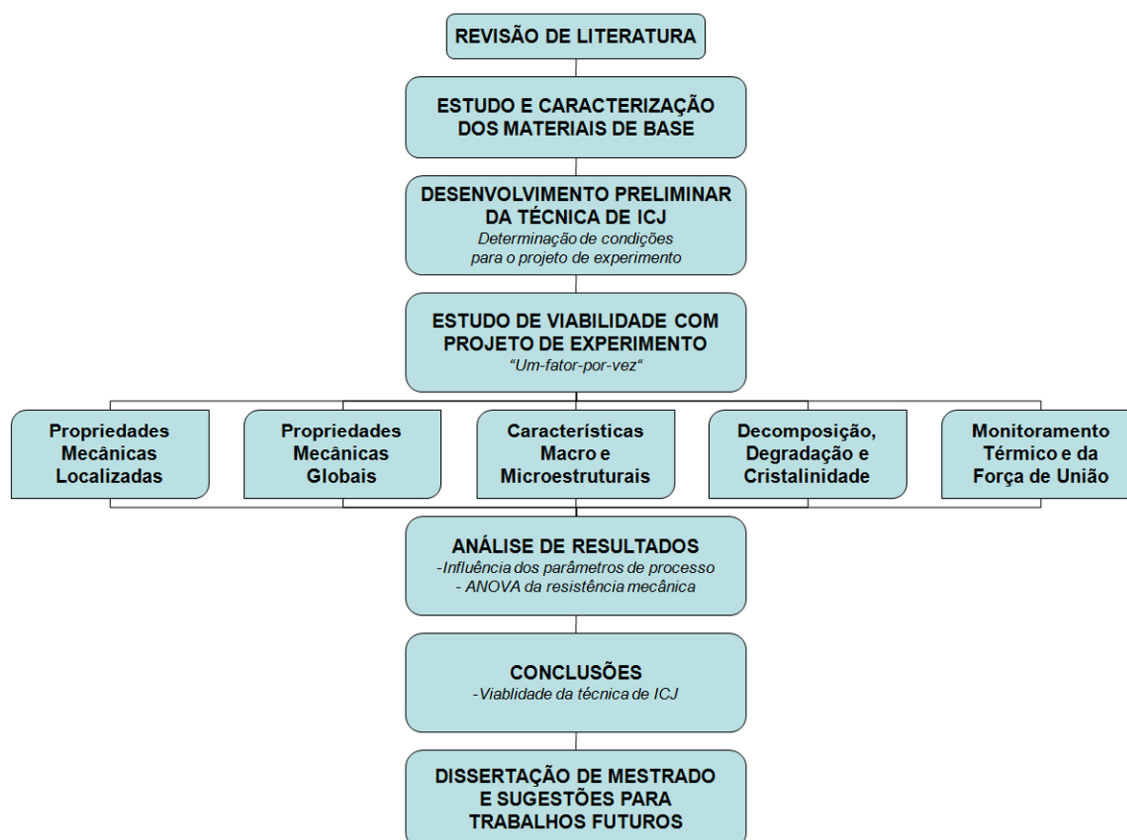 REVISÃO DE LITERATURA
ESTUDO E CARACTERIZAÇÃO
DOS MATERIAIS DE BASE
DESENVOLVIMENTO PRELIMINAR
DA TÉCNICA DE ICJ
Determinação de condições
para o projeto de experimento
ESTUDO DE VIABILIDADE COM
PROJETO DE EXPERIMENTO
“Um-fator-por-vez“
Propriedades
Mecânicas
Localizadas
Propriedades
Mecânicas
Globais
Características
Macro e
Microestruturais
Decomposição,
Degradação e
Cristalinidade
Monitoramento
Térmico e da
Força de União
ANÁLISE DE RESULTADOS
-Influência dos parâmetros de processo
- ANOVA da resistência mecânica
CONCLUSÕES
-Viablidade da técnica de ICJ
DISSERTAÇÃO DE MESTRADO
E SUGESTÕES PARA
TRABALHOS FUTUROS